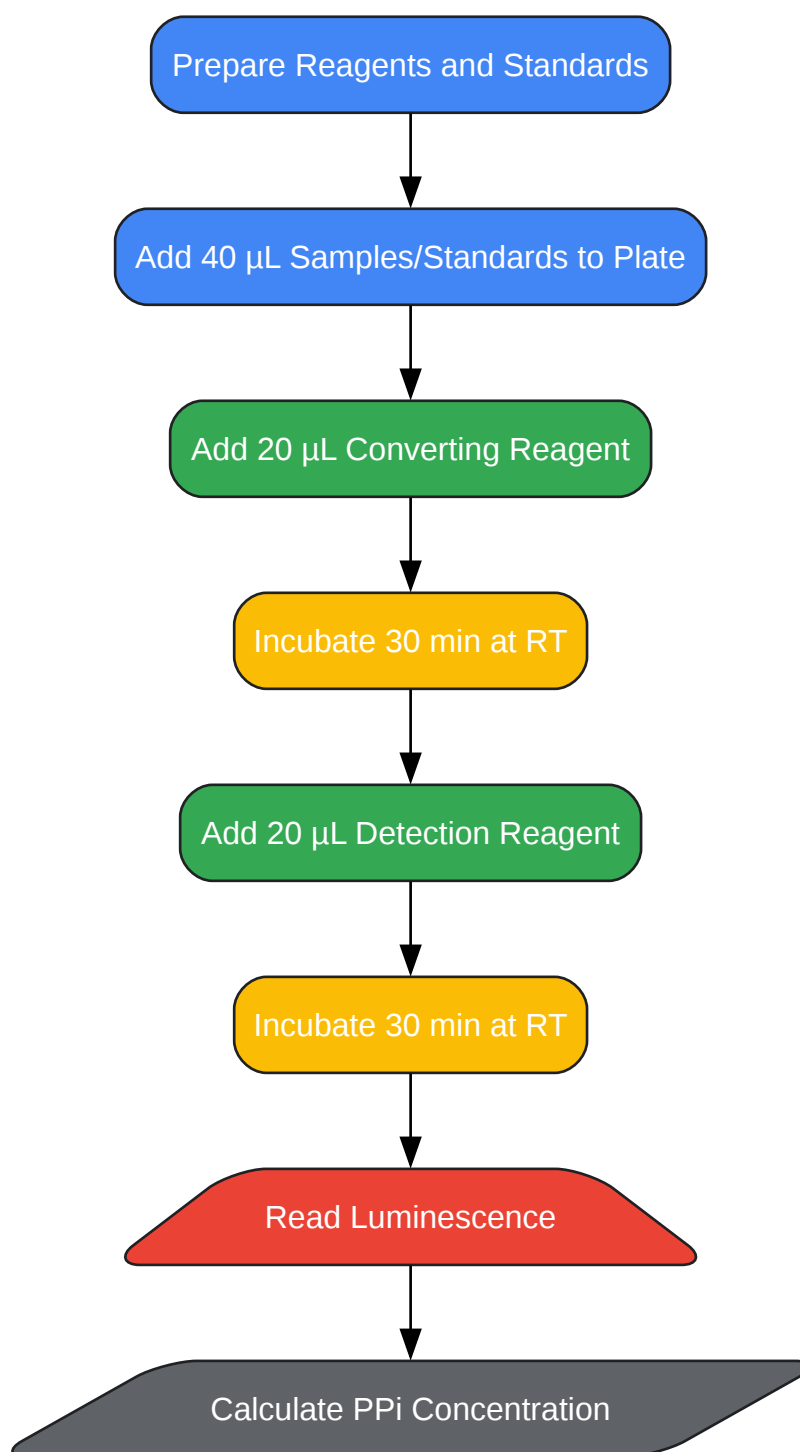 Prepare Reagents and Standards
Add 40 µL Samples/Standards to Plate
Add 20 µL Converting Reagent
Incubate 30 min at RT
Add 20 µL Detection Reagent
Incubate 30 min at RT
Read Luminescence
Calculate PPi Concentration